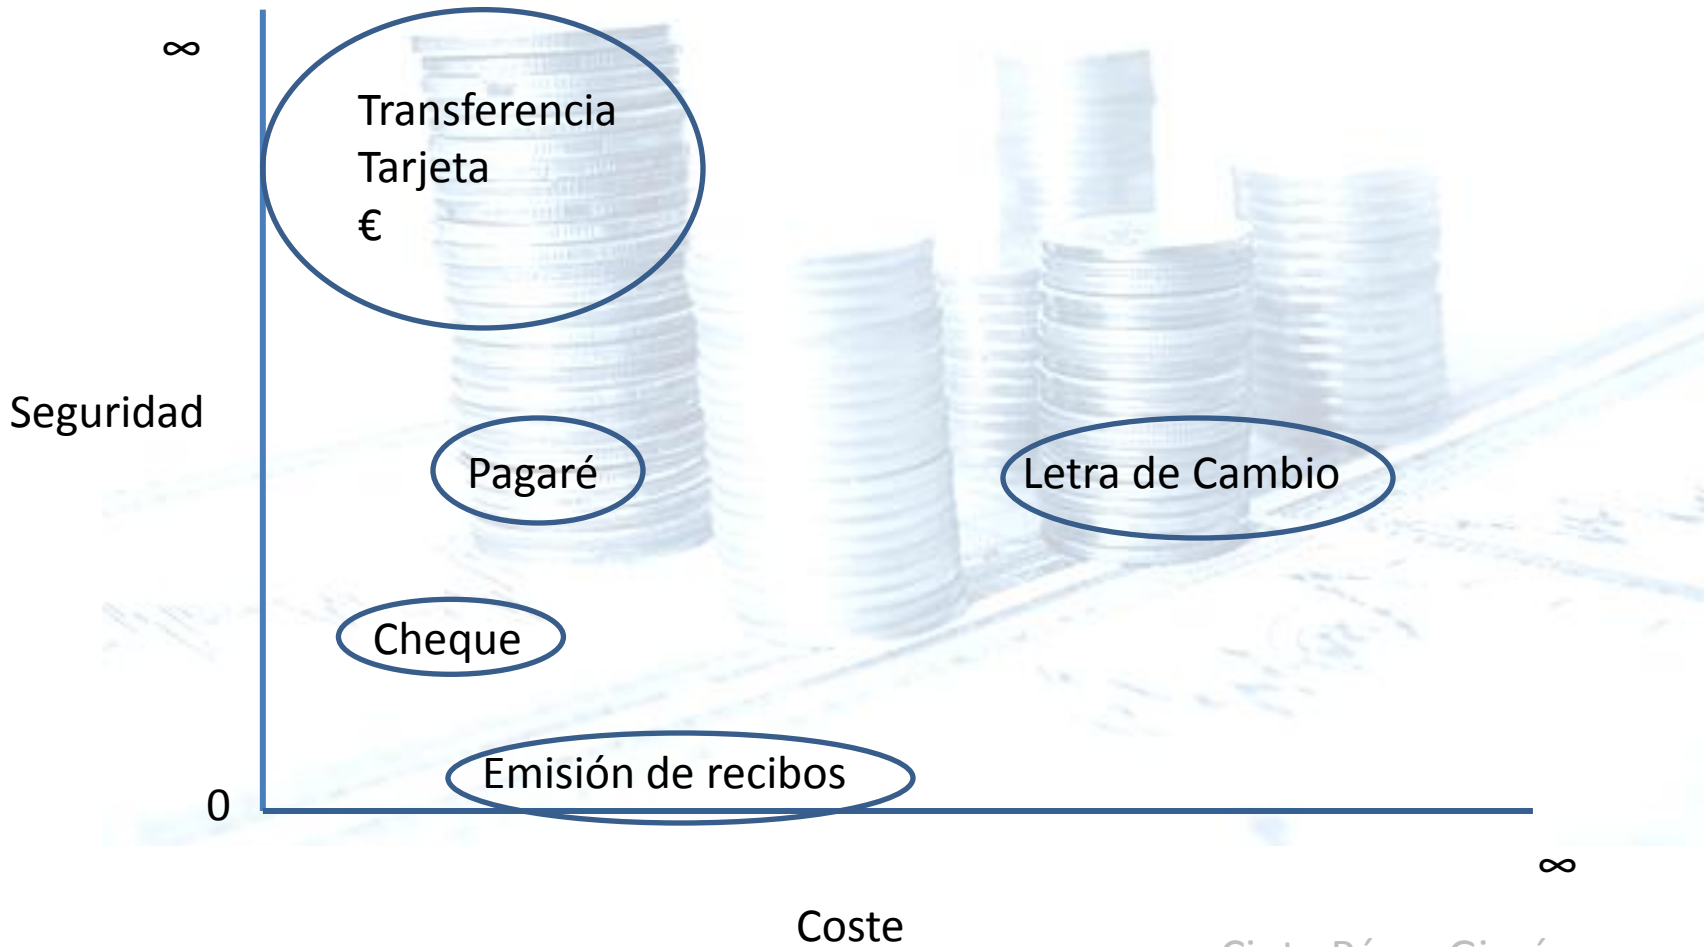 ∞
Transferencia
Tarjeta
€
Seguridad
Pagaré
Letra de Cambio
Cheque
Emisión de recibos
0
∞
Coste